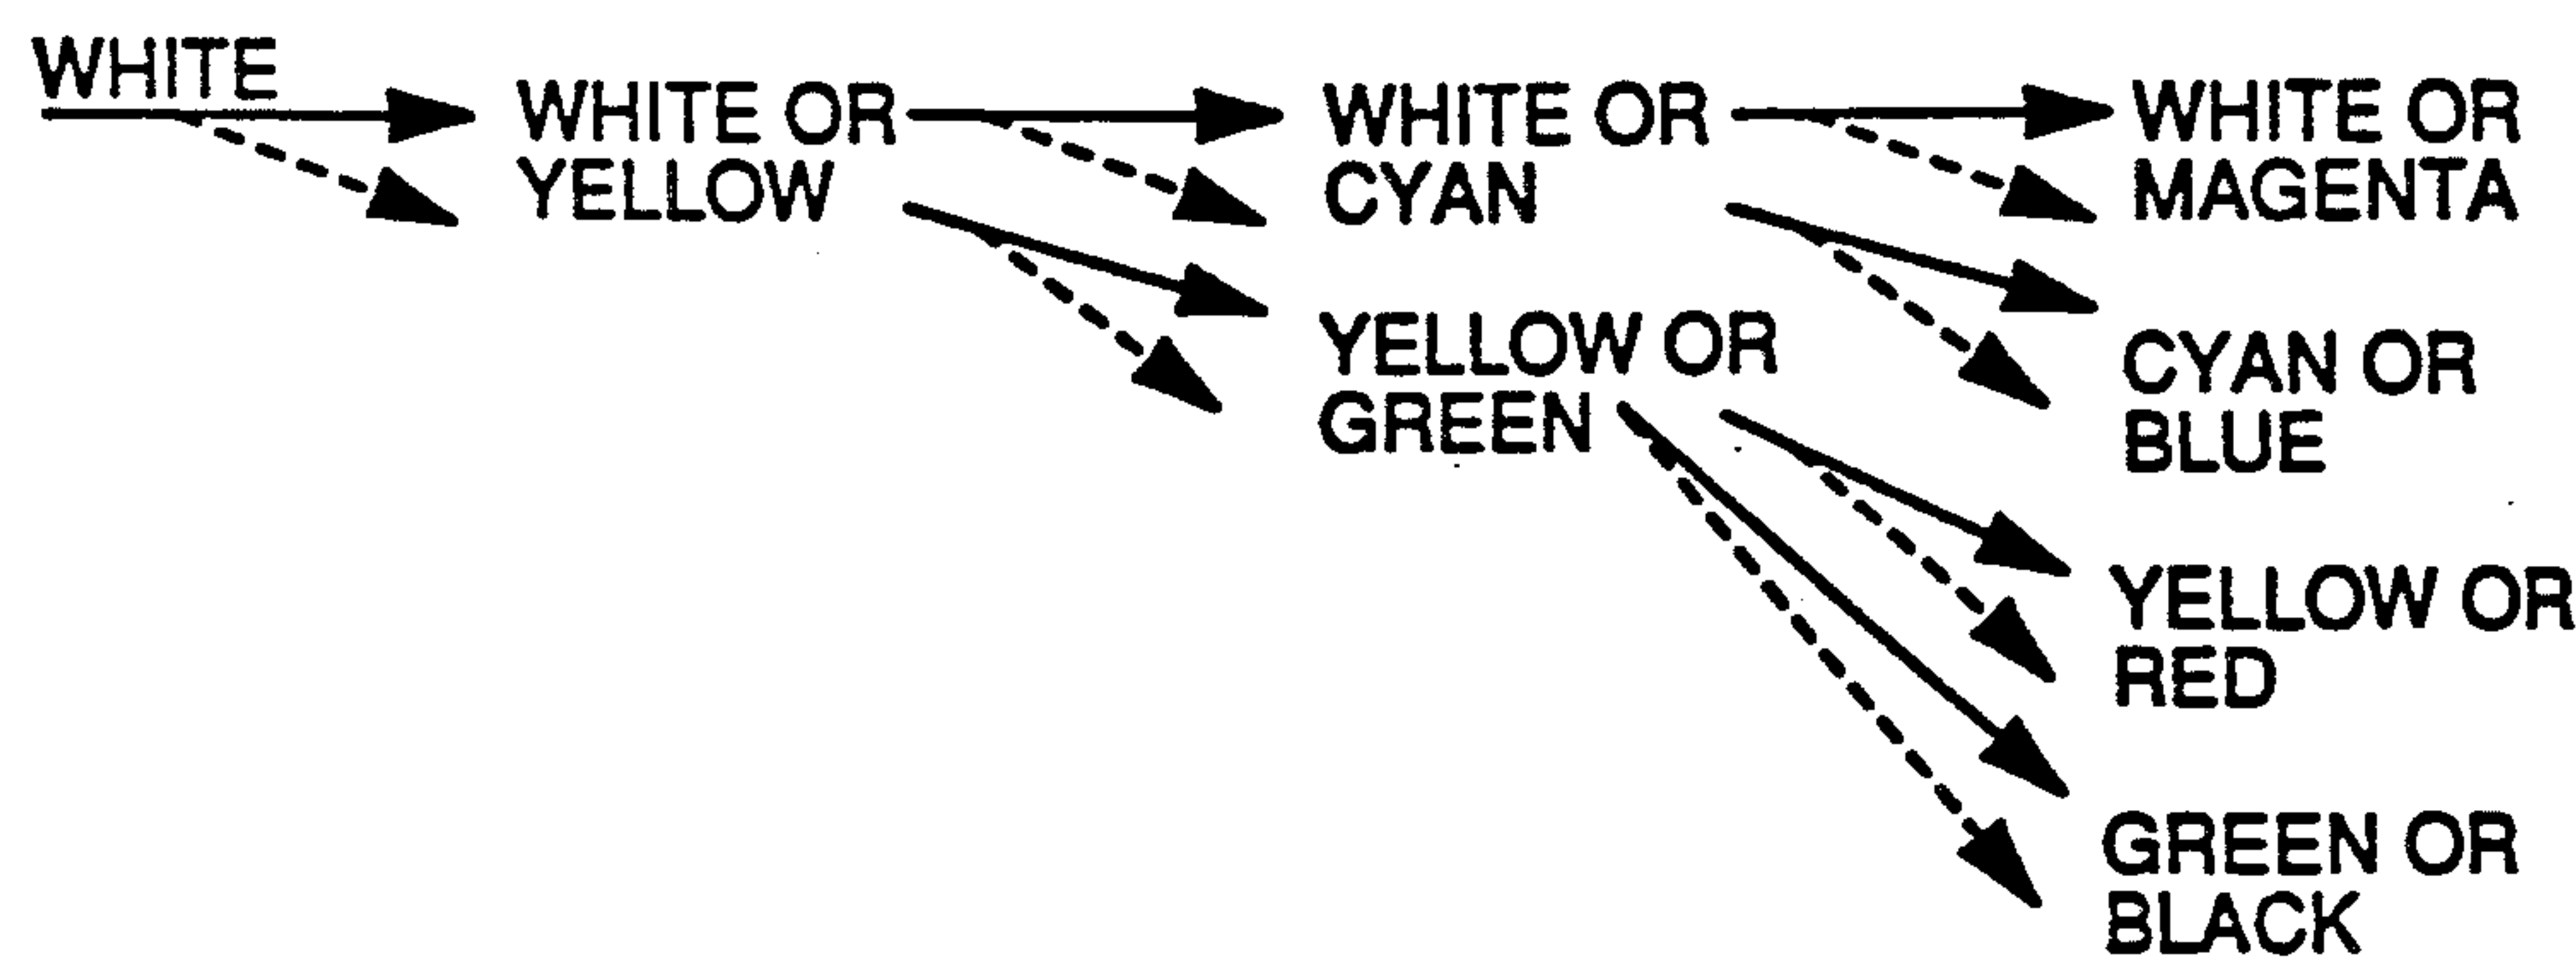 WHITE
WHITE OR
YELLOW
WHITE OR
CYAN
YELLOW OR
GREEN
WHITE OR
MAGENTA
CYAN OR
BLUE
YELLOW OR
RED
GREEN OR
BLACK